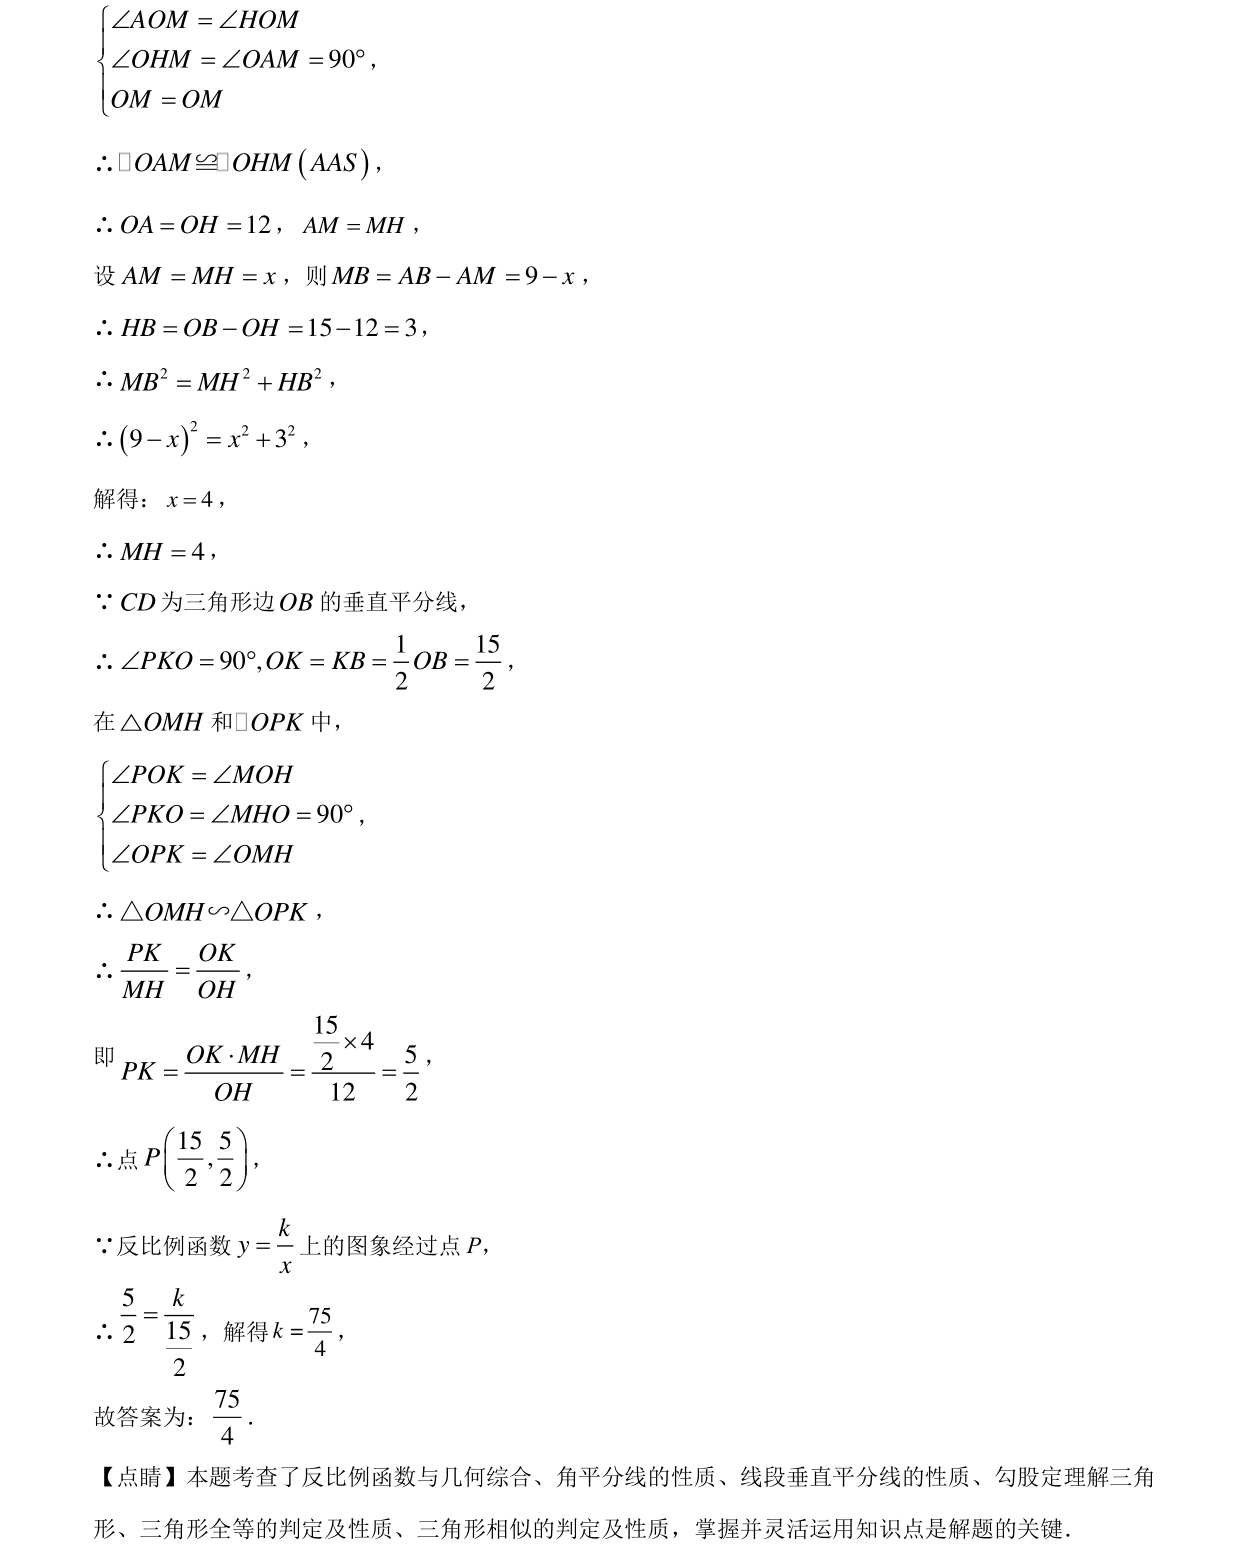 {∠AOM = ∠HOM
∠OHM = ∠OAM = 90°,
OM = OM
∴□OAM≌□OHM(AAS),
∴OA = OH = 12, AM = MH,
设 AM = MH = x, 则 MB = AB − AM = 9 − x,
∴HB = OB − OH = 15 − 12 = 3,
∴MB² = MH² + HB²,
∴(9 − x)² = x² + 3²,
解得: x = 4,
∴MH = 4,
∵CD 为三角形边 OB 的垂直平分线,
∴∠PKO = 90°, OK = KB = 1/2 OB = 15/2,
在 △OMH 和□OPK 中,
{∠POK = ∠MOH
∠PKO = ∠MHO = 90°,
∠OPK = ∠OMH
∴△OMH∽△OPK,
∴PK/MH = OK/OH,
即 PK = (OK·MH)/OH = (15/2 × 4)/12 = 5/2,
∴点 P(15/2, 5/2),
∵反比例函数 y = k/x 上的图象经过点 P,
∴5/2 = k/(15/2), 解得 k = 75/4,
故答案为: 75/4.
【点睛】本题考查了反比例函数与几何综合、角平分线的性质、线段垂直平分线的性质、勾股定理解三角
形、三角形全等的判定及性质、三角形相似的判定及性质，掌握并灵活运用知识点是解题的关键.